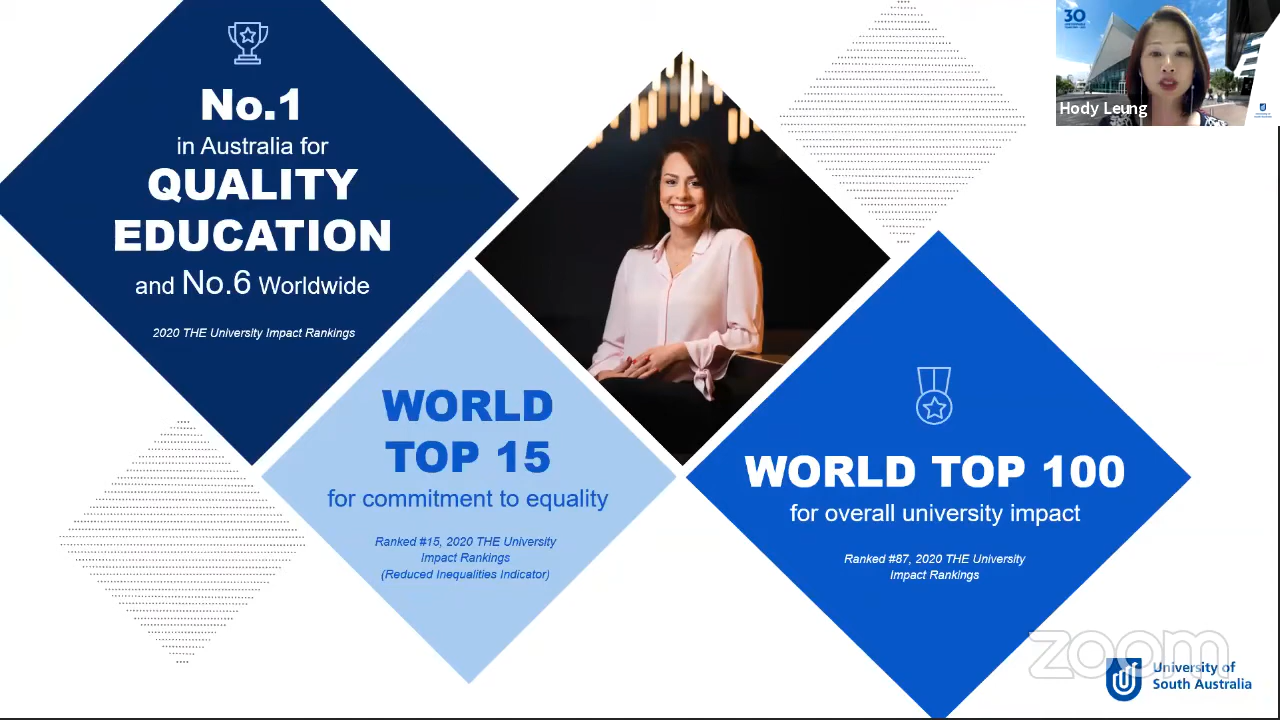 No.1
in Australia for
QUALITY
EDUCATION
and No.6 Worldwide
2020 THE University Impact Rankings
WORLD
TOP 15
for commitment to equality
Ranked #15, 2020 THE University
Impact Rankings
(Reduced Inequalities Indicator)
WORLD TOP 100
for overall university impact
Ranked #87, 2020 THE University
Impact Rankings
30
Hody Leung
zoom
University of
South Australia